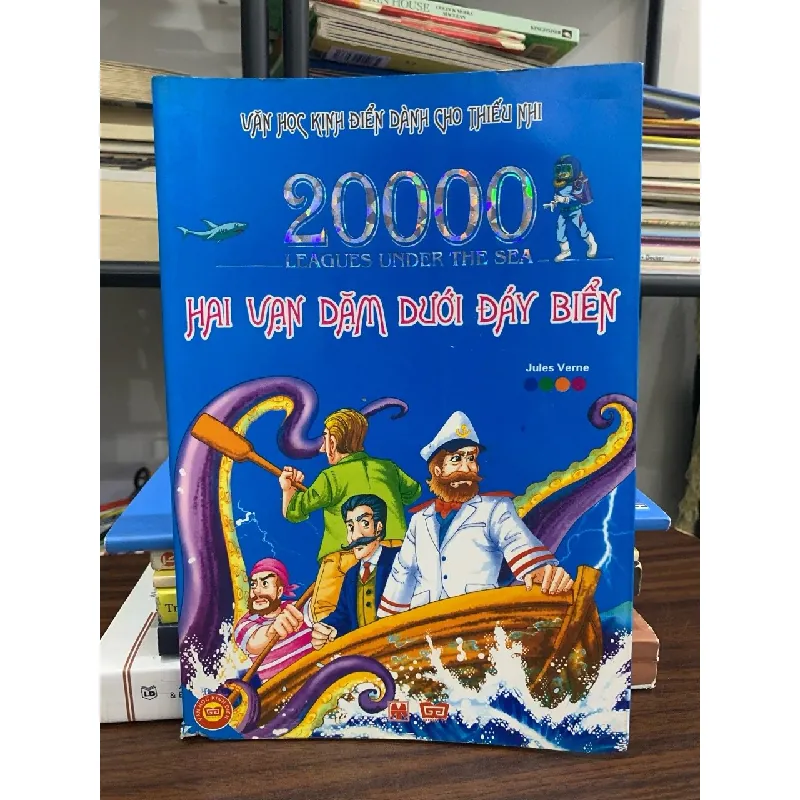 VĂN HỌC KINH ĐIỂN DÀNH CHO THIẾU NHI
20000
LEAGUES UNDER THE SEA
HAI VẠN DẶM DƯỚI ĐÁY BIỂN
Jules Verne